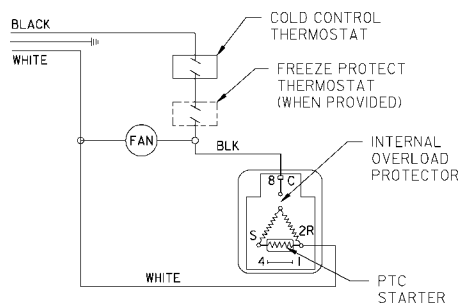 BLACK
COLD CONTROL
THERMOSTAT
WHITE
FREEZE PROTECT
THERMOSTAT
(WHEN PROVIDED)
FAN
BLK
INTERNAL
OVERLOAD
PROTECTOR
8 C
S 2R
4 1
WHITE
PTC
STARTER